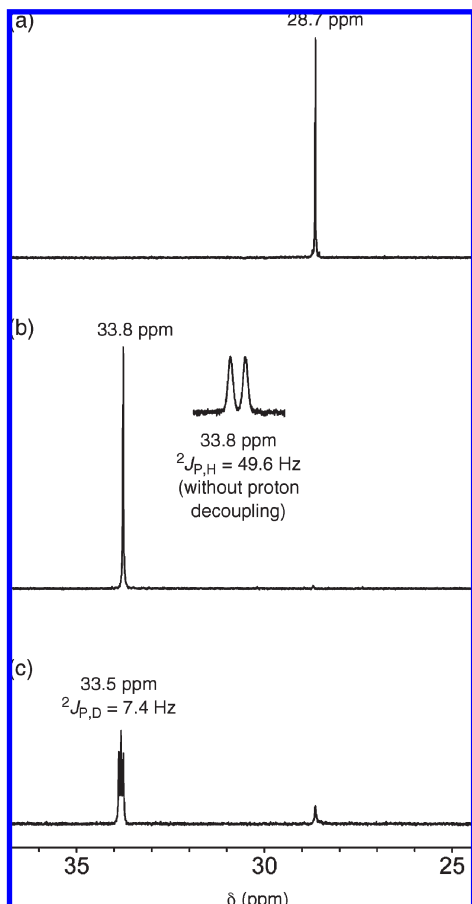 (a)
28.7 ppm
(b)
33.8 ppm
33.8 ppm
²J_P,H = 49.6 Hz
(without proton
decoupling)
(c)
33.5 ppm
²J_P,D = 7.4 Hz
35 30 25
δ (ppm)